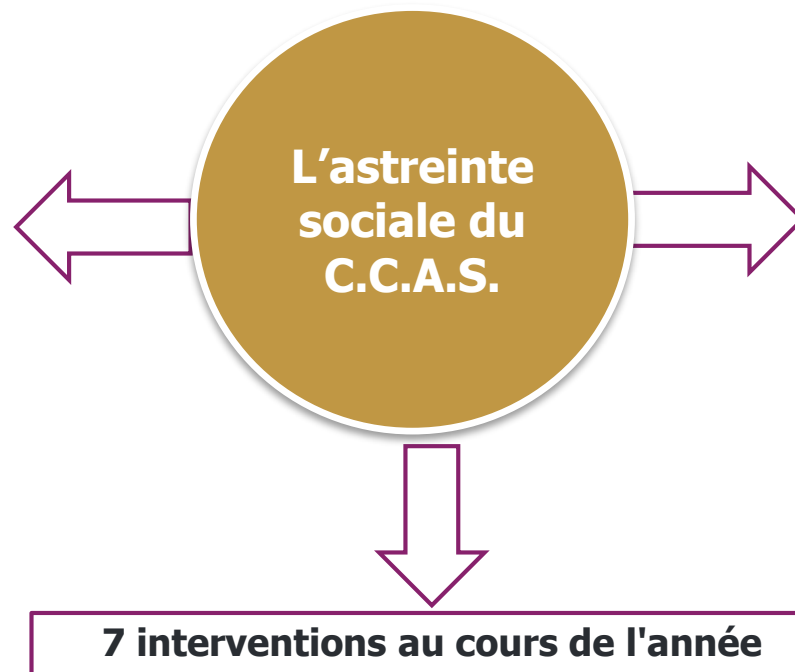 L’astreinte
sociale du
C.C.A.S.
7 interventions au cours de l'année